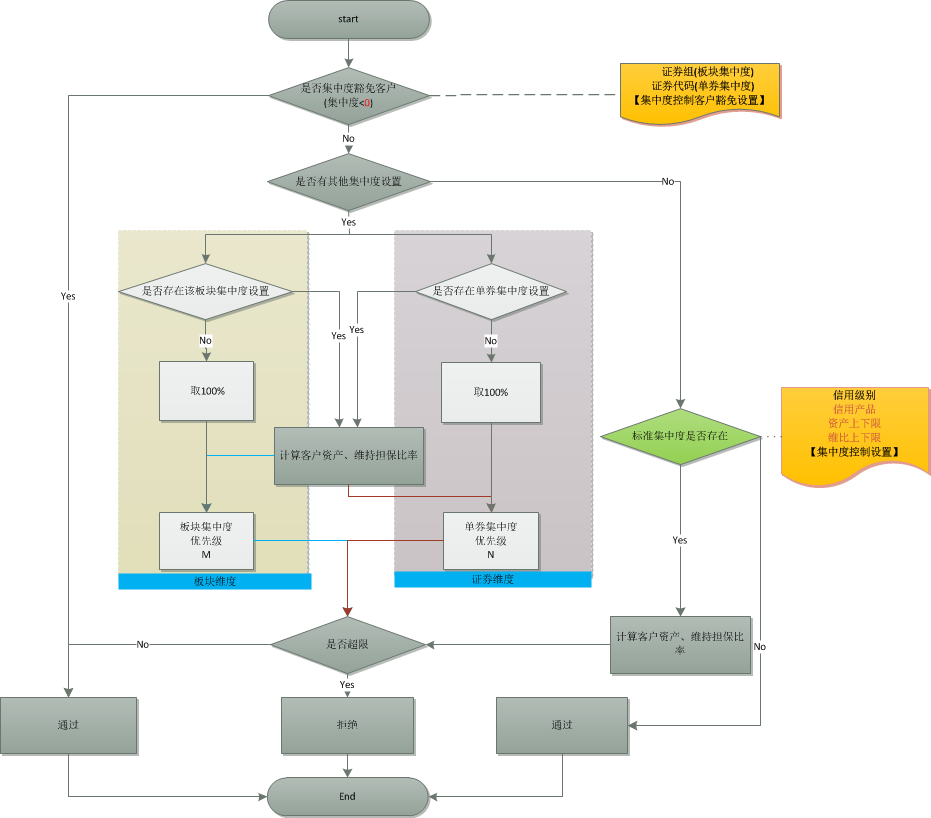 start
是否集中度豁免客户
(集中度<0)
证券组(板块集中度)
证券代码(单券集中度)
【集中度控制客户豁免设置】
No
是否有其他集中度设置
No
Yes
是否存在该板块集中度设置
是否存在单券集中度设置
Yes
Yes
Yes
No
No
取100%
取100%
信用级别
信用产品
资产上下限
维比上下限
【集中度控制设置】
标准集中度是否存在
计算客户资产、维持担保比率
板块集中度
优先级
M
单券集中度
优先级
N
Yes
板块维度
证券维度
是否超限
计算客户资产、维持担保比
率
No
No
Yes
通过
拒绝
通过
End